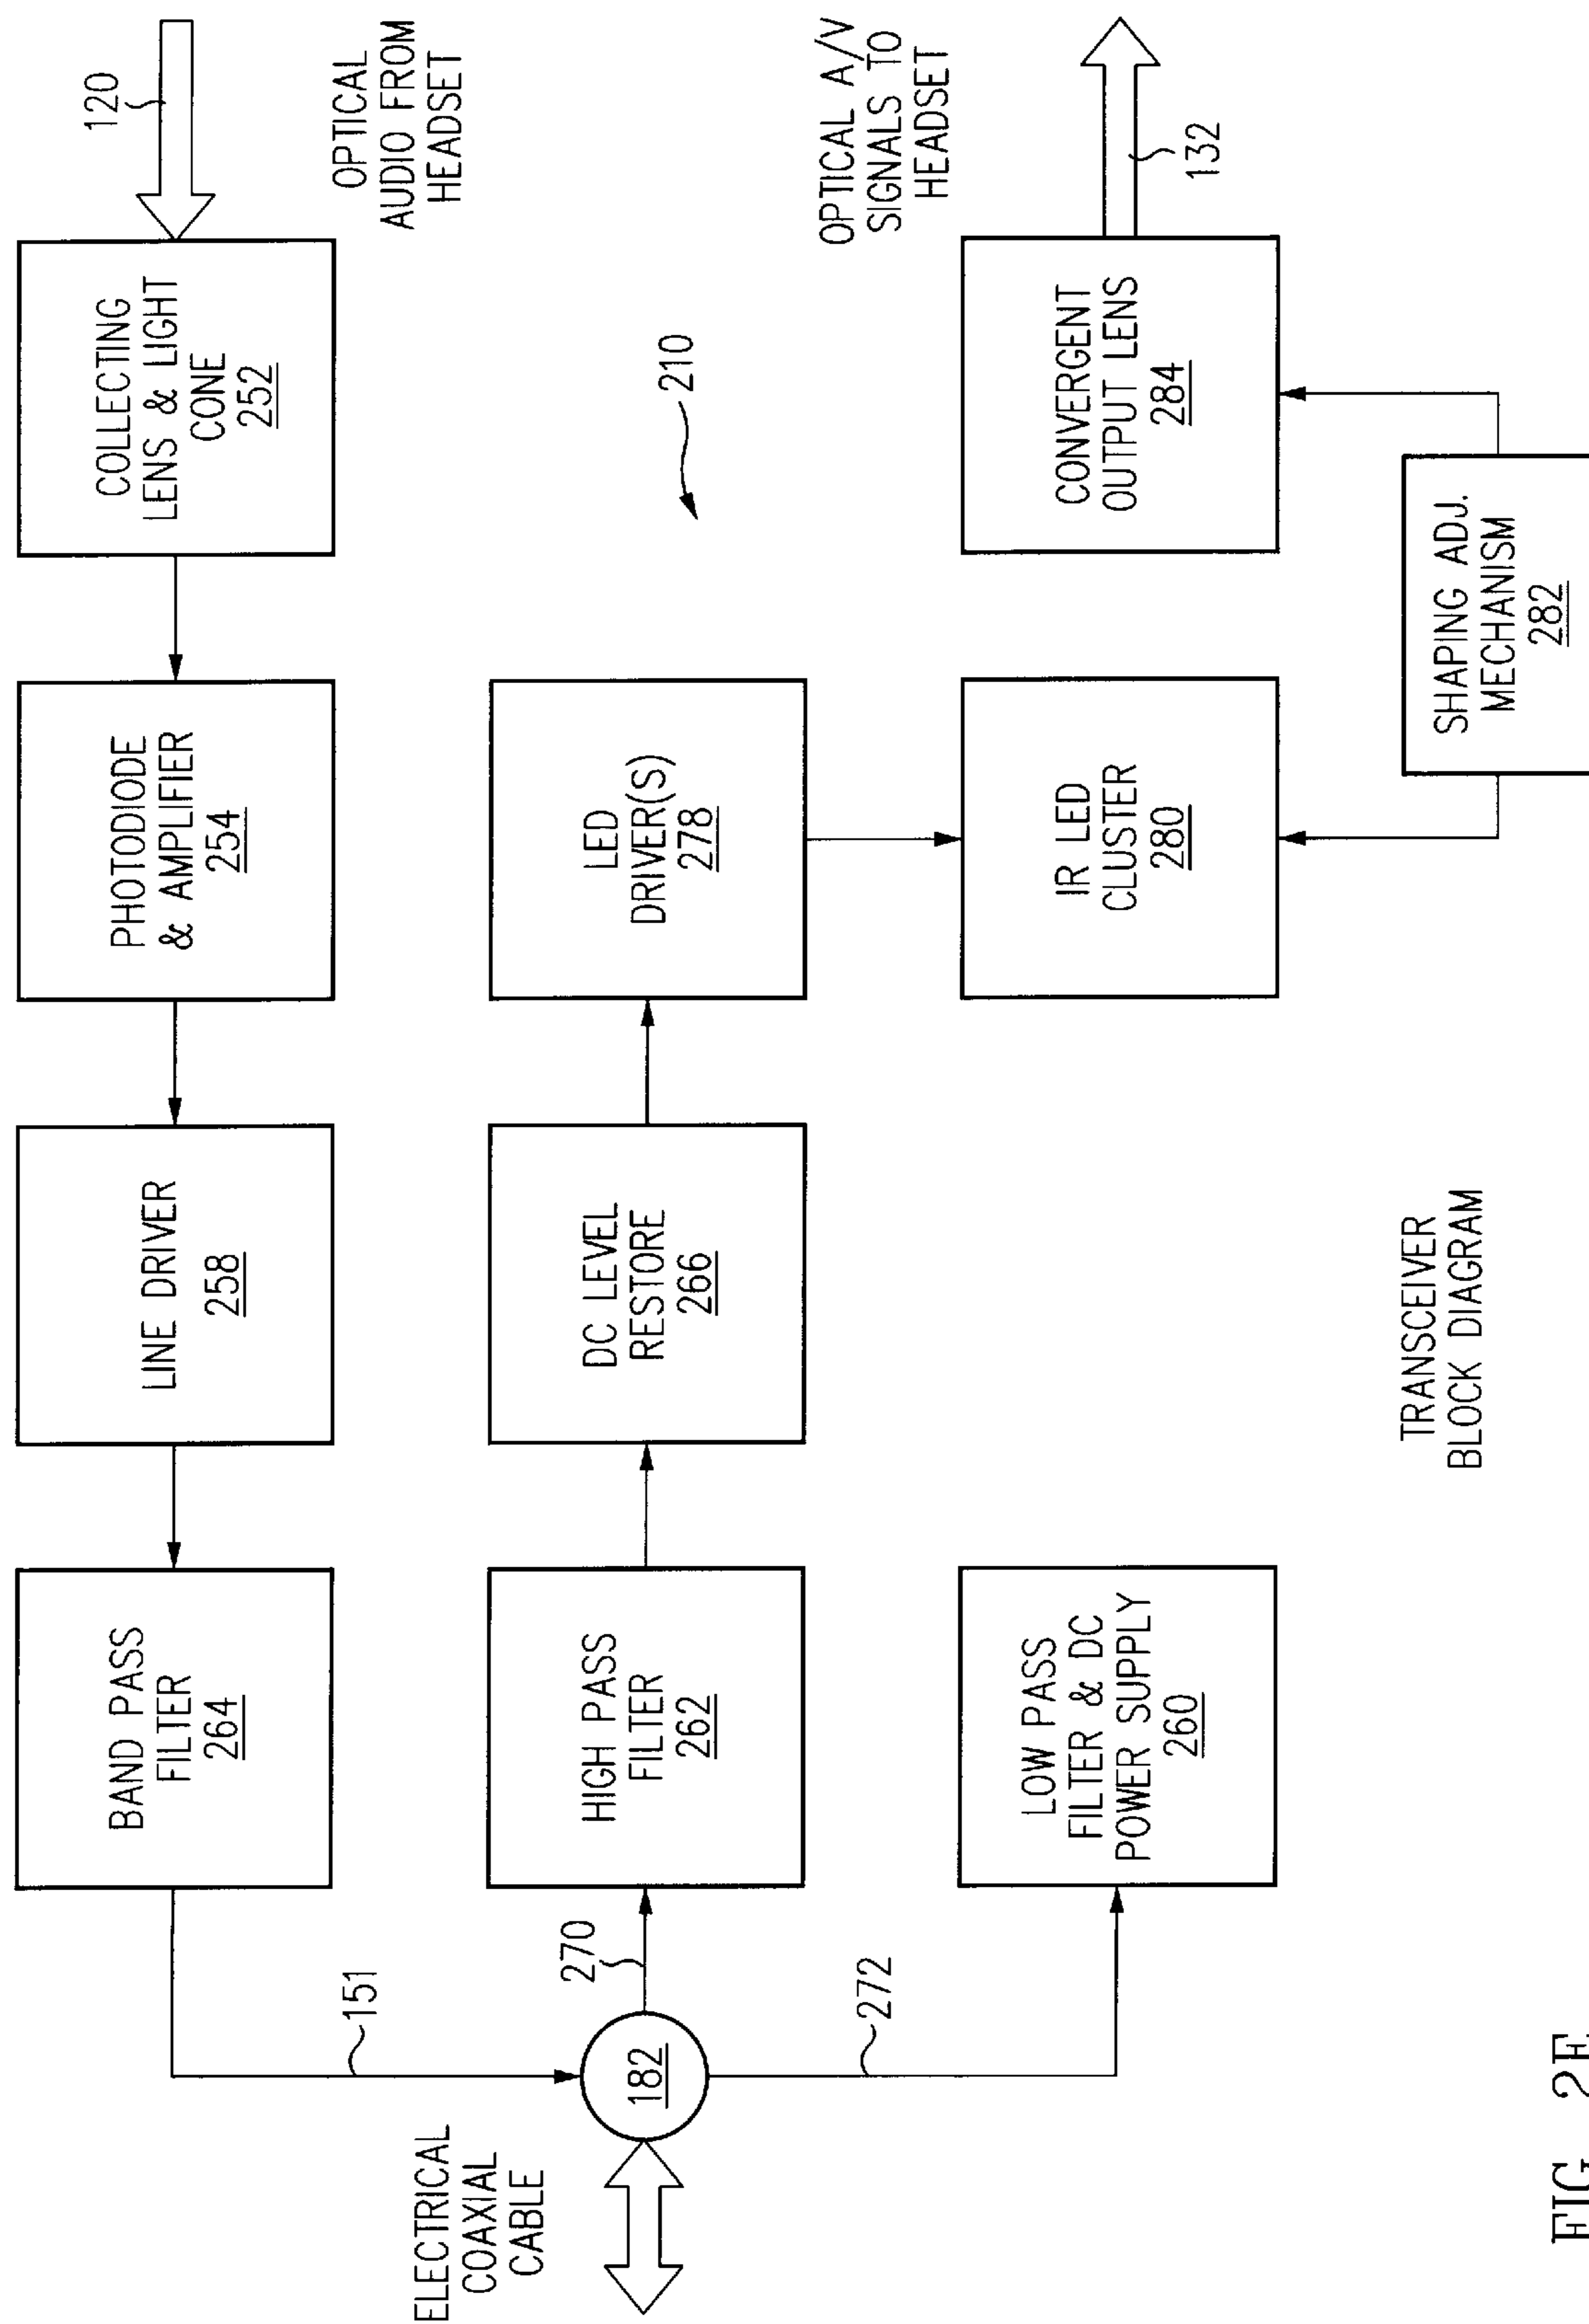 120
OPTICAL
AUDIO FROM
HEADSET
COLLECTING
LENS & LIGHT
CONE
252
PHOTODIODE
& AMPLIFIER
254
LINE DRIVER
258
BAND PASS
FILTER
264
151
ELECTRICAL
COAXIAL
CABLE
182
270
272
HIGH PASS
FILTER
262
DC LEVEL
RESTORE
266
LED
DRIVER(S)
278
210
LOW PASS
FILTER & DC
POWER SUPPLY
260
IR LED
CLUSTER
280
CONVERGENT
OUTPUT LENS
284
OPTICAL A/V
SIGNALS TO
HEADSET
132
SHAPING ADJ.
MECHANISM
282
TRANSCEIVER
BLOCK DIAGRAM
FIG.